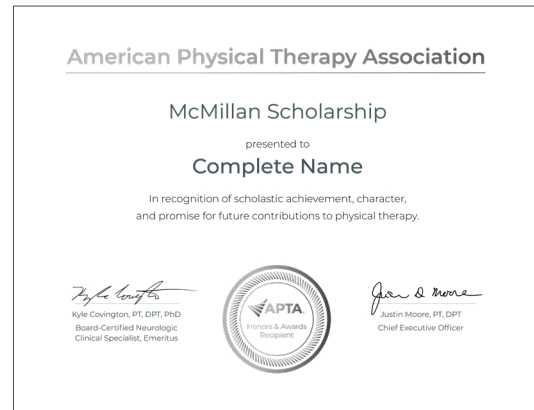 American Physical Therapy Association
McMillan Scholarship
presented to
Complete Name
In recognition of scholastic achievement, character,
and promise for future contributions to physical therapy.
Kyle Covington, PT, DPT, PhD
Board-Certified Neurologic
Clinical Specialist, Emeritus
APTA
Honors & Awards
Recipient
Justin D Moore
Justin Moore, PT, DPT
Chief Executive Officer